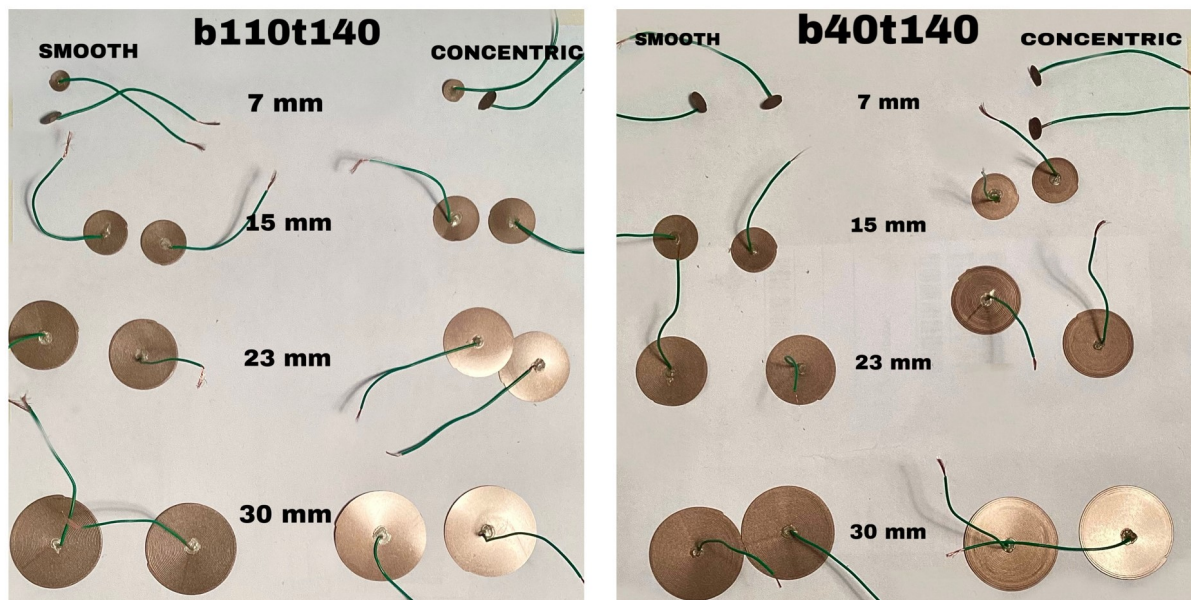 b110t140
SMOOTH
CONCENTRIC
7 mm
15 mm
23 mm
30 mm
b40t140
SMOOTH
CONCENTRIC
7 mm
15 mm
23 mm
30 mm